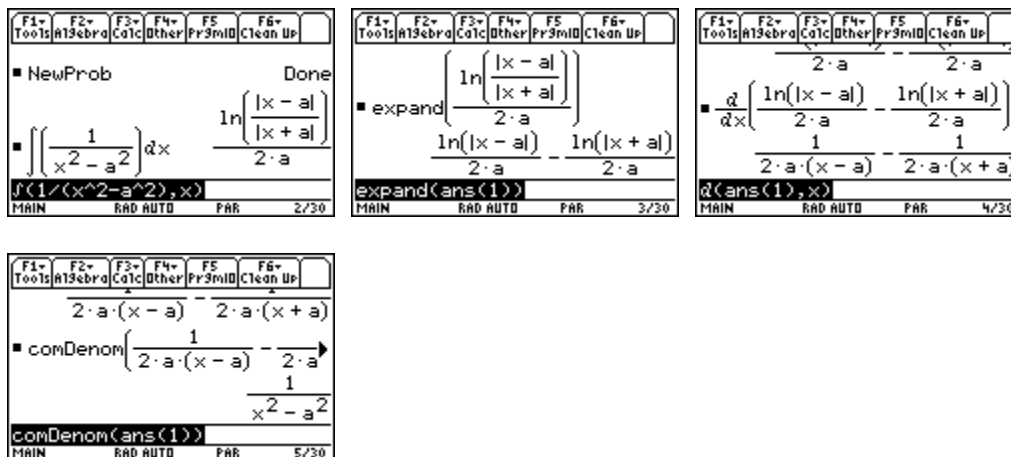 F1▾ F2▾ F3▾ F4▾ F5 F6▾
Tools Algebra Calc Other PrgmIO Clean Up
■ NewProb Done
■ ∫(1/(x^2 − a^2))dx ln(|x − a|/|x + a|)/(2·a)
∫(1/(x^2-a^2),x)
MAIN RAD AUTO PAR 2/30
F1▾ F2▾ F3▾ F4▾ F5 F6▾
Tools Algebra Calc Other PrgmIO Clean Up
■ expand(ln(|x − a|/|x + a|)/(2·a))
ln(|x − a|)/(2·a) − ln(|x + a|)/(2·a)
expand(ans(1))
MAIN RAD AUTO PAR 3/30
F1▾ F2▾ F3▾ F4▾ F5 F6▾
Tools Algebra Calc Other PrgmIO Clean Up
2·a − 2·a
■ d/dx(ln(|x − a|)/(2·a) − ln(|x + a|)/(2·a))
1/(2·a·(x − a)) − 1/(2·a·(x + a))
d(ans(1),x)
MAIN RAD AUTO PAR 4/30
F1▾ F2▾ F3▾ F4▾ F5 F6▾
Tools Algebra Calc Other PrgmIO Clean Up
2·a·(x − a) − 2·a·(x + a)
■ comDenom(1/(2·a·(x − a)) − 1/(2·a▶
1/(x^2 − a^2)
comDenom(ans(1))
MAIN RAD AUTO PAR 5/30